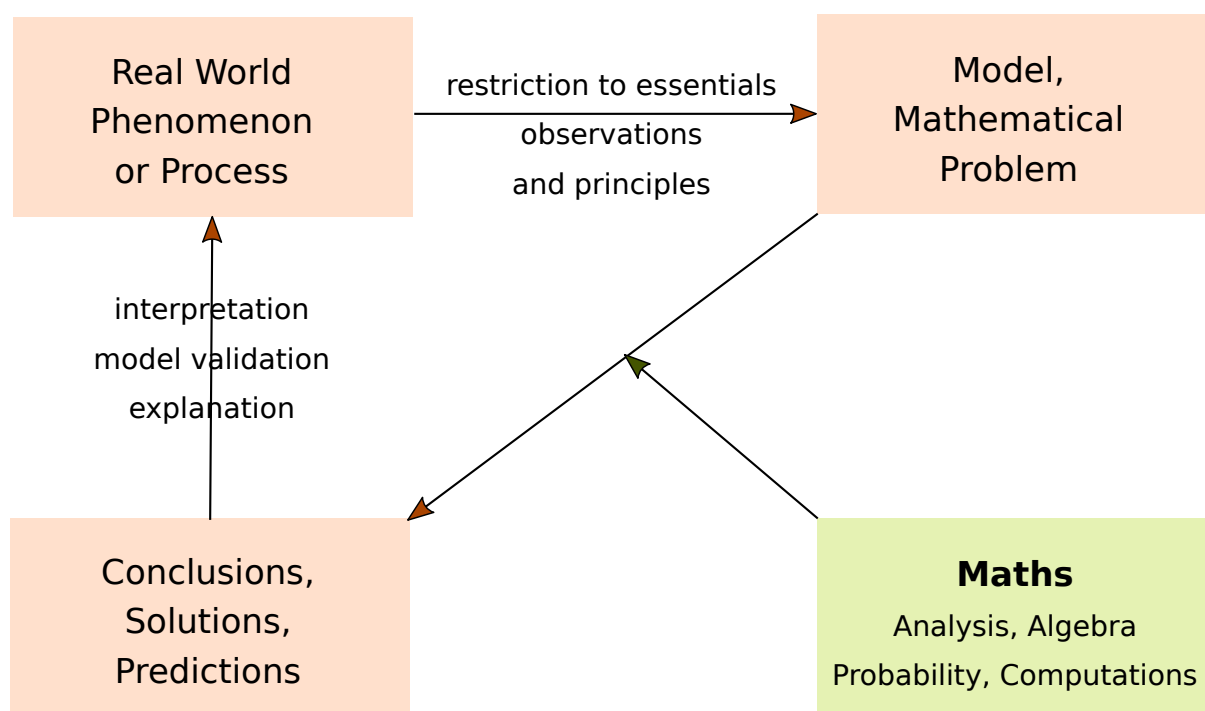 Real World
Phenomenon
or Process
restriction to essentials
observations
and principles
Model,
Mathematical
Problem
interpretation
model validation
explanation
Conclusions,
Solutions,
Predictions
Maths
Analysis, Algebra
Probability, Computations